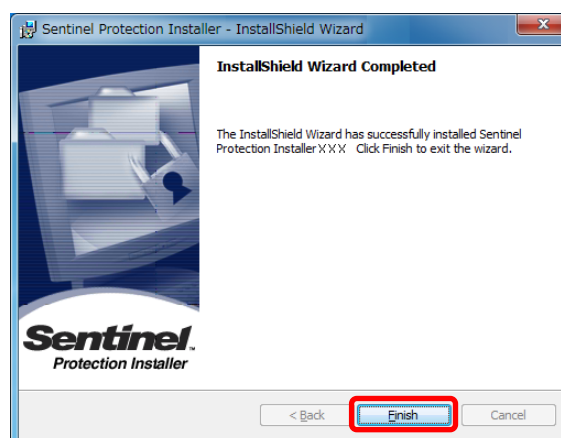 Sentinel Protection Installer - InstallShield Wizard
InstallShield Wizard Completed
The InstallShield Wizard has successfully installed Sentinel
Protection Installer XXX Click Finish to exit the wizard.
Sentinel.
Protection Installer
< Back
Finish
Cancel